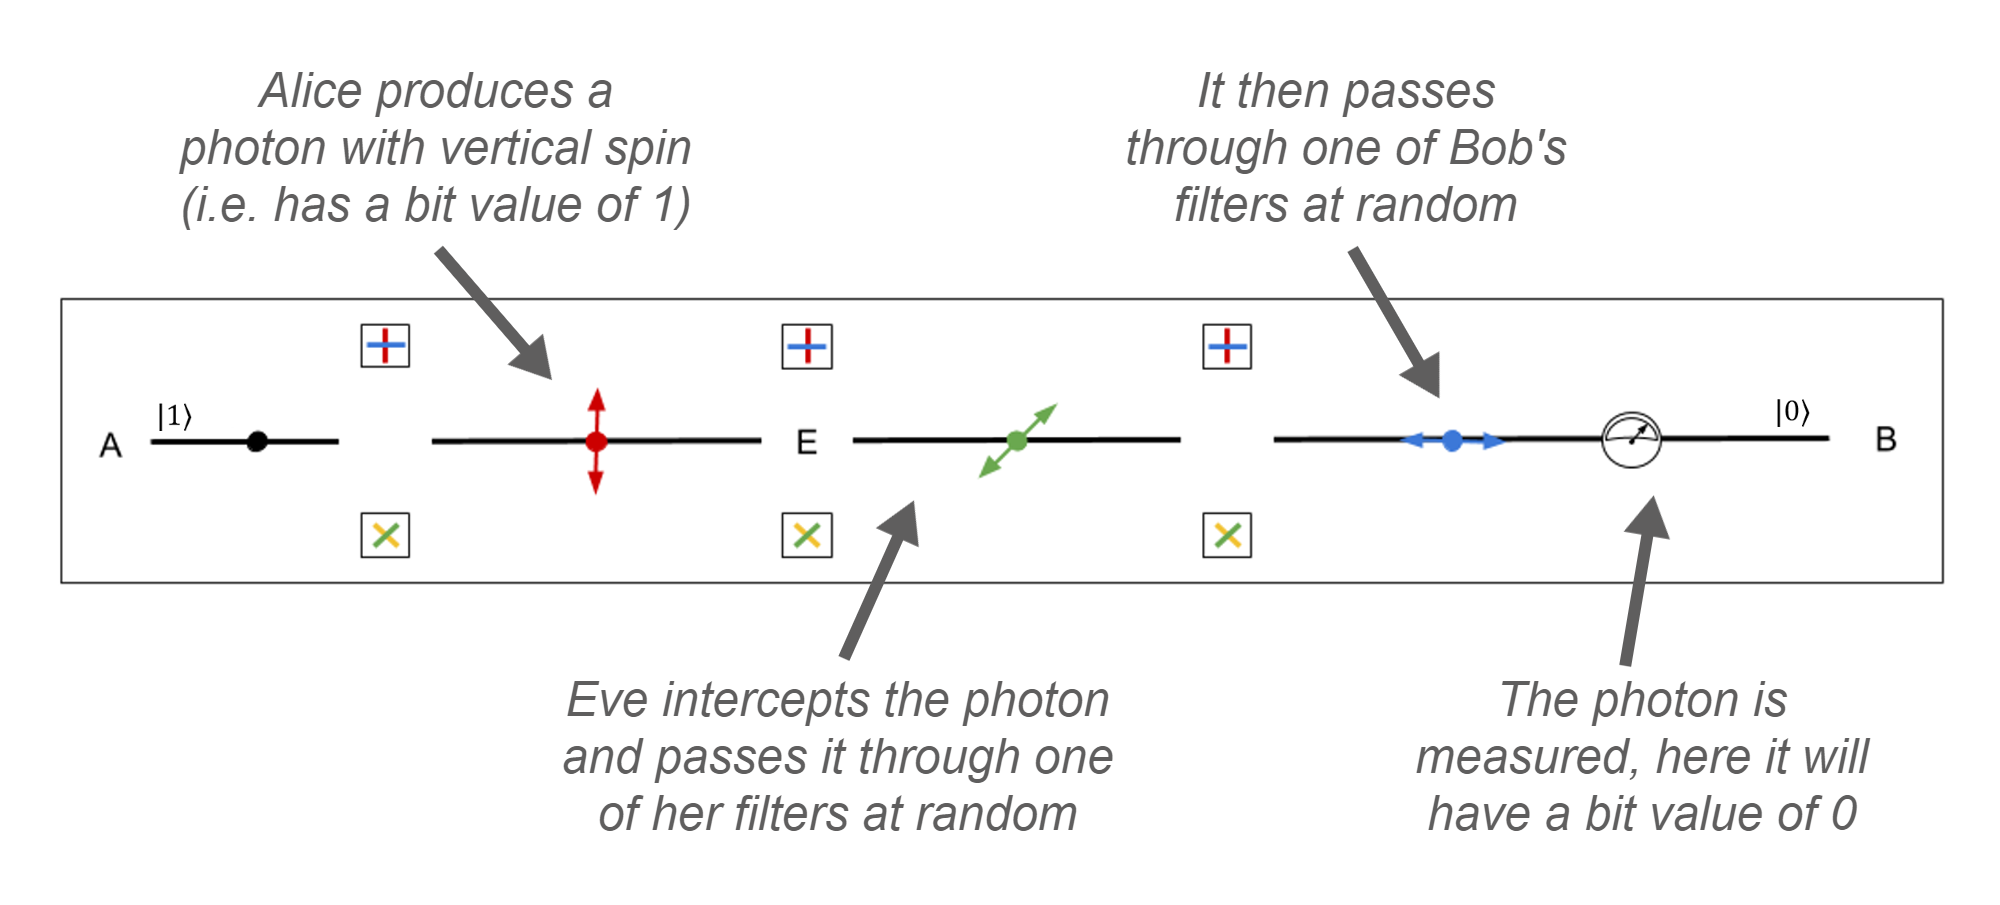 Alice produces a
photon with vertical spin
(i.e. has a bit value of 1)
It then passes
through one of Bob's
filters at random
A
|1⟩
E
|0⟩
B
Eve intercepts the photon
and passes it through one
of her filters at random
The photon is
measured, here it will
have a bit value of 0